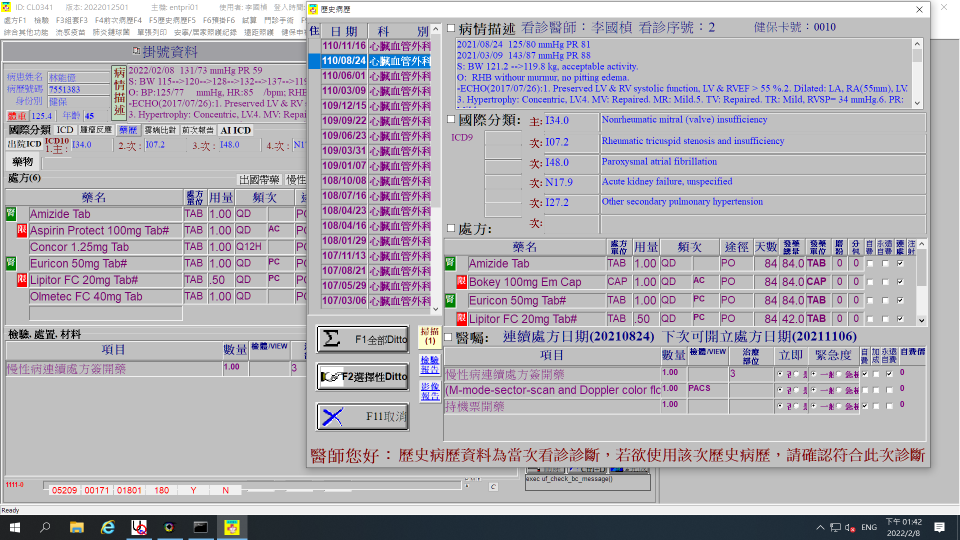 ID: CL0341 版本: 2022012501 主機: entpri01 使用者: 李國楨 登入時間:
處方F1 檢驗 F3組套F3 F4前次病歷F4 F5歷史病歷F5 F6預後F6 試算 門診手術
綜合其他功能 流感疫苗 肺炎鏈球菌 單張列印 安寧/居家照護紀錄 遠距照護 健保申
掛號資料
病患姓名 林能億
病歷號碼 7551383
身份別 健保
體重 125.4 年齡 45
病情描述
2022/02/08 131/73 mmHg PR 59
S: BW 115-->120-->128-->132-->137-->119
O: BP:125/77 mmHg, HR:85 /bpm; RHB
-ECHO(2017/07/26):1. Preserved LV & RV s
3. Hypertrophy: Concentric, LV.4. MV: Repa
國際分類 ICD 腫瘤反應 藥歷 雲端比對 前次報告 AI ICD
出院ICD ICD10 1.主: I34.0 2.次: I07.2 3.次: I48.0 4.次: N1
藥物
處方(6) 出國帶藥 慢性
藥名 處方單位 用量 頻次
腎 Amizide Tab TAB 1.00 QD PO
限 Aspirin Protect 100mg Tab# TAB 1.00 QD AC PO
Concor 1.25mg Tab TAB 1.00 Q12H PO
腎 Euricon 50mg Tab# TAB 1.00 QD PC PO
限 Lipitor FC 20mg Tab# TAB .50 QD PC PO
Olmetec FC 40mg Tab TAB 1.00 QD PO
檢驗, 處置, 材料
項目 數量 檢體/VIEW
慢性病連續處方簽開藥 1.00 3
1111-0 05209 00171 01801 180 Y N
C
exec uf_check_bc_message()
Ready
歷史病歷
住 日期 科別
110/11/16 心臟血管外科
110/08/24 心臟血管外科
110/06/01 心臟血管外科
110/03/09 心臟血管外科
109/12/15 心臟血管外科
109/09/22 心臟血管外科
109/06/23 心臟血管外科
109/03/31 心臟血管外科
109/01/07 心臟血管外科
108/10/08 心臟血管外科
108/07/16 心臟血管外科
108/04/23 心臟血管外科
108/04/16 心臟血管外科
108/01/29 心臟血管外科
107/11/13 心臟血管外科
107/08/21 心臟血管外科
107/05/29 心臟血管外科
107/03/06 心臟血管外科
F1全部Ditto
F2選擇性Ditto
F11取消
掃描(1)
檢驗報告
影像報告
病情描述 看診醫師：李國楨 看診序號：2 健保卡號：0010
2021/08/24 125/80 mmHg PR 81
2021/03/09 143/87 mmHg PR 88
S: BW 121.2 -->119.8 kg, acceptable activity.
O: RHB withour murmur, no pitting edema.
-ECHO(2017/07/26):1. Preserved LV & RV systolic function, LV & RVEF > 55 %.2. Dilated: LA, RA(55mm), LV.
3. Hypertrophy: Concentric, LV.4. MV: Repaired. MR: Mild.5. TV: Repaired. TR: Mild, RVSP= 34 mmHg.6. PR:
國際分類: 主: I34.0 Nonrheumatic mitral (valve) insufficiency
ICD9
次: I07.2 Rheumatic tricuspid stenosis and insufficiency
次: I48.0 Paroxysmal atrial fibrillation
次: N17.9 Acute kidney failure, unspecified
次: I27.2 Other secondary pulmonary hypertension
次:
處方:
藥名 處方單位 用量 頻次 途徑 天數 發藥總量 發藥單位 磨粉 分包 自費 永遠自費 連處 注射
腎 Amizide Tab TAB 1.00 QD PO 84 84.0 TAB 0 0
限 Bokey 100mg Em Cap CAP 1.00 QD AC PO 84 84.0 CAP 0 0
腎 Euricon 50mg Tab# TAB 1.00 QD PC PO 84 84.0 TAB 0 0
限 Lipitor FC 20mg Tab# TAB .50 QD PC PO 84 42.0 TAB 0 0
醫囑: 連續處方日期(20210824) 下次可開立處方日期(20211106)
項目 數量 檢體/VIEW 治療部位 立即 緊急度 自費 加成 永遠自費 自費價
慢性病連續處方簽開藥 1.00 3 0
(M-mode-sector-scan and Doppler color flo 1.00 PACS 0
持機票開藥 1.00 0
醫師您好：歷史病歷資料為當次看診診斷，若欲使用該次歷史病歷，請確認符合此次診斷
ENG
下午 01:42
2022/2/8